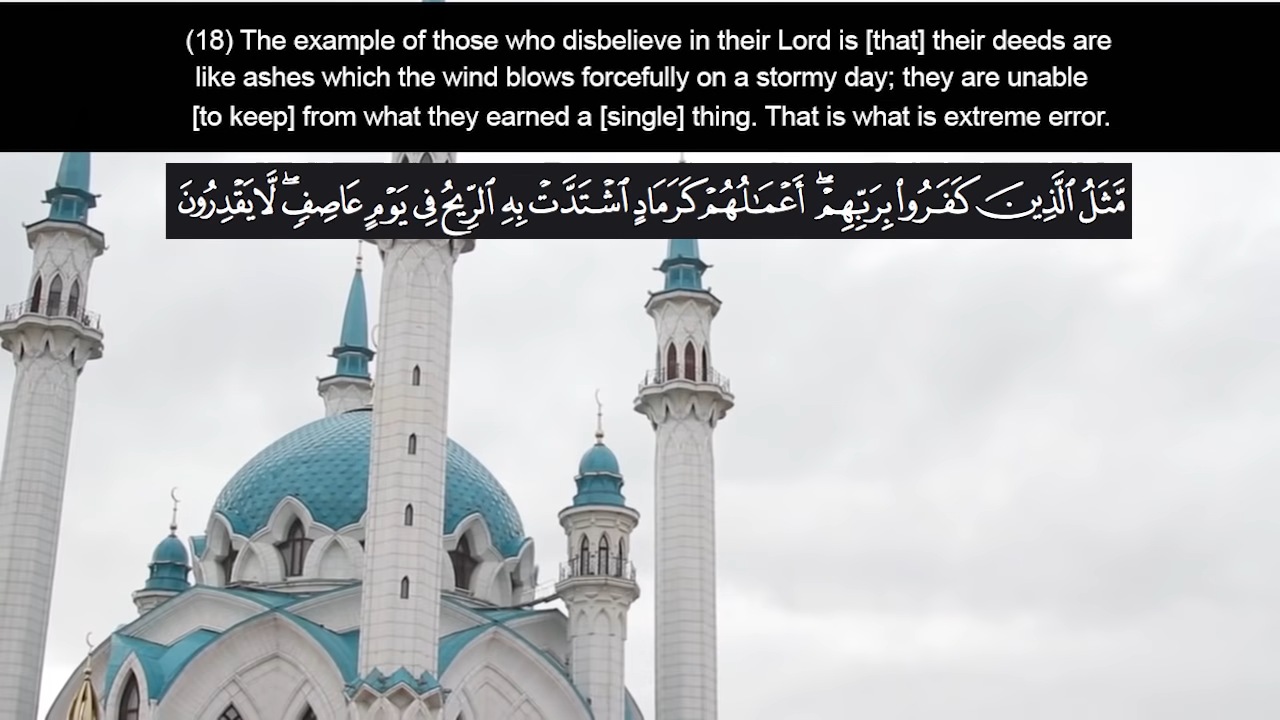 (18) The example of those who disbelieve in their Lord is [that] their deeds are
like ashes which the wind blows forcefully on a stormy day; they are unable
[to keep] from what they earned a [single] thing. That is what is extreme error.
مَّثَلُ ٱلَّذِينَ كَفَرُوا۟ بِرَبِّهِمْ ۖ أَعْمَـٰلُهُمْ كَرَمَادٍ ٱشْتَدَّتْ بِهِ ٱلرِّيحُ فِى يَوْمٍ عَاصِفٍ ۖ لَّا يَقْدِرُونَ